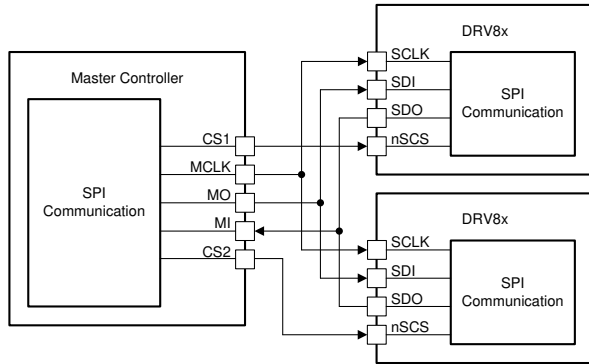 Master Controller
SPI
Communication
CS1
MCLK
MO
MI
CS2
DRV8x
SCLK
SDI
SDO
nSCS
SPI
Communication
DRV8x
SCLK
SDI
SDO
nSCS
SPI
Communication